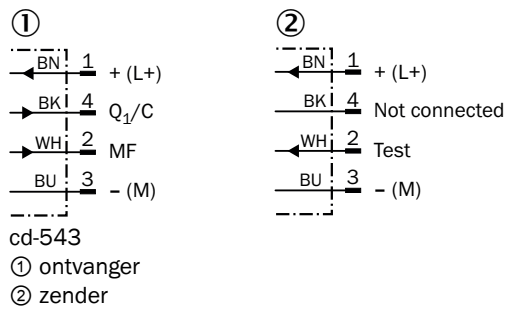 ①
BN 1 + (L+)
BK 4 Q1/C
WH 2 MF
BU 3 − (M)
②
BN 1 + (L+)
BK 4 Not connected
WH 2 Test
BU 3 − (M)
cd-543
① ontvanger
② zender